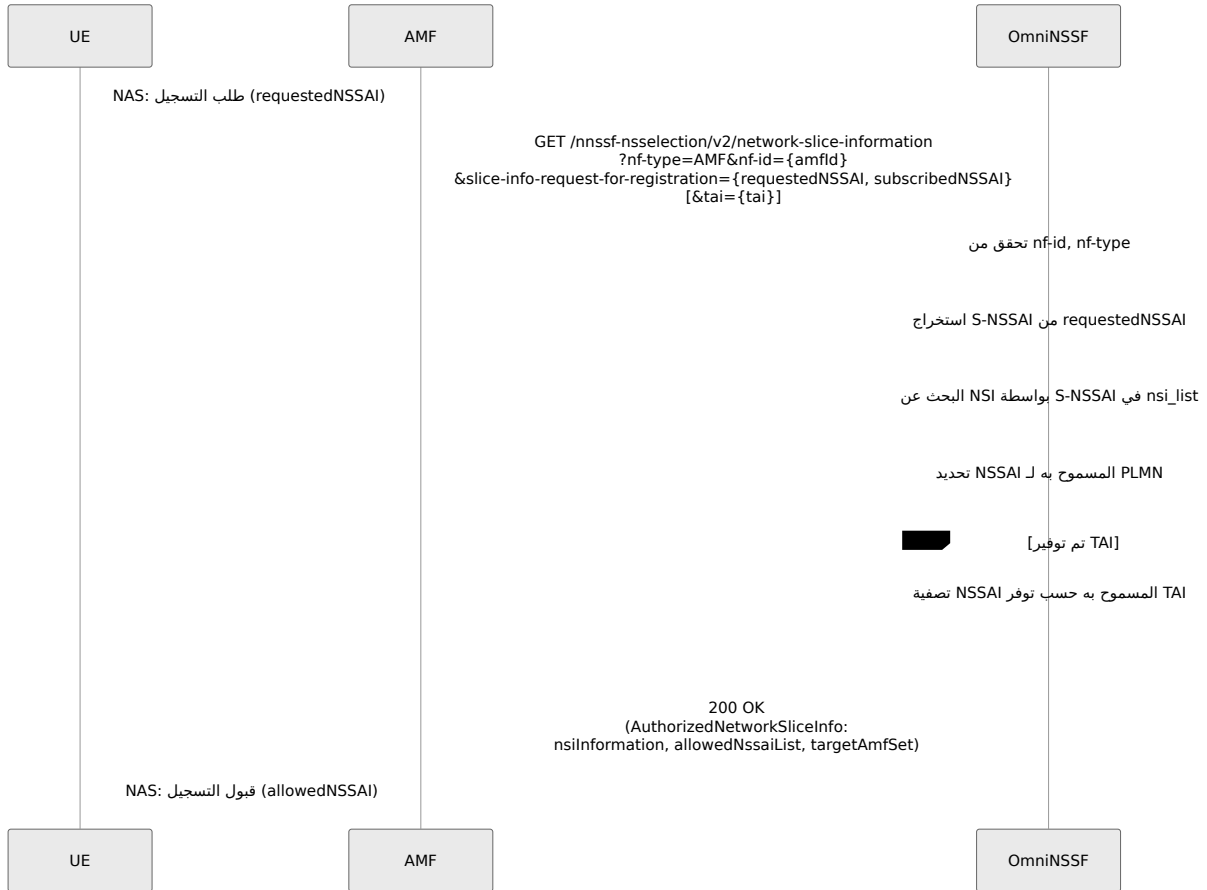 UE
AMF
OmniNSSF
NAS: طلب التسجيل (requestedNSSAI)
GET /nnssf-nsselection/v2/network-slice-information
?nf-type=AMF&nf-id={amfId}
&slice-info-request-for-registration={requestedNSSAI, subscribedNSSAI}
[&tai={tai}]
تحقق من nf-id, nf-type
استخراج S-NSSAI من requestedNSSAI
البحث عن NSI بواسطة S-NSSAI في nsi_list
تحديد NSSAI المسموح به لـ PLMN
[تم توفير TAI]
تصفية NSSAI المسموح به حسب توفر TAI
200 OK
(AuthorizedNetworkSliceInfo:
nsiInformation, allowedNssaiList, targetAmfSet)
NAS: قبول التسجيل (allowedNSSAI)
UE
AMF
OmniNSSF